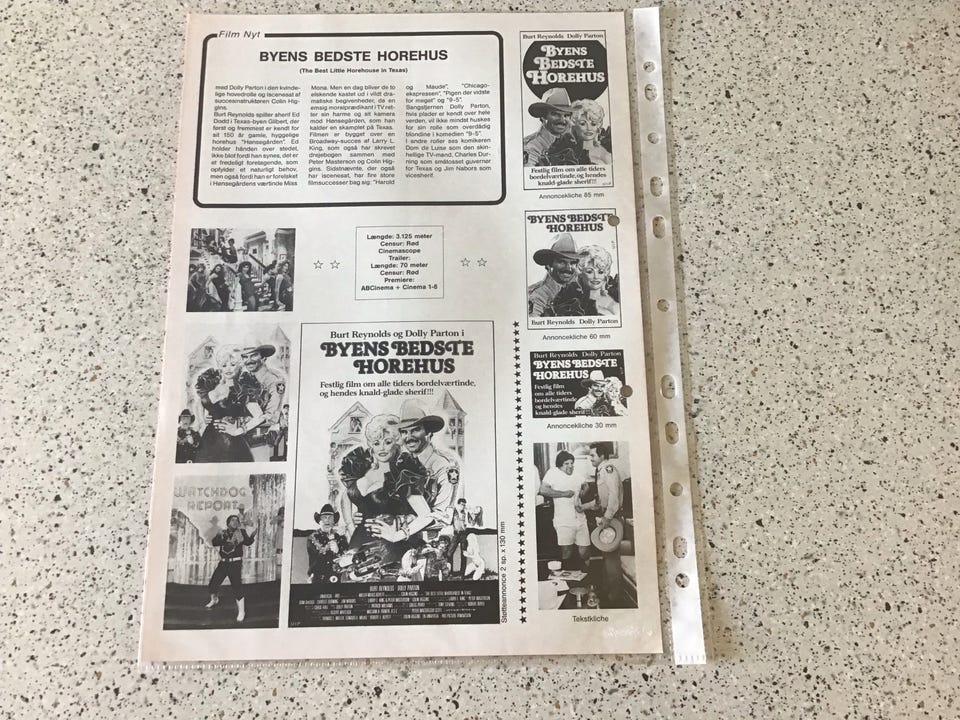 Film Nyt
BYENS BEDSTE HOREHUS
(The Best Little Horehouse in Texas)
med Dolly Parton i den kvinde-
lige hovedrolle og iscenesat af
succesinstruktøren Colin Hig-
gins.
Burt Reynolds spiller sherif Ed
Dodd i Texas-byen Gilbert, der
først og fremmest er kendt for
sit 150 år gamle, hyggelige
horehus "Hønsegården". Ed
holder hånden over stedet,
ikke blot fordi han synes, det er
et fredeligt foretagende, som
opfylder et naturligt behov,
men også fordi han er forelsket
i Hønsegårdens værtinde Miss
Mona. Men en dag bliver de to
elskende kastet ud i vildt dra-
matiske begivenheder, da en
emsig moralprædikant i TV ret-
ter sin harme og sit kamera
mod Hønsegården, som han
kalder en skamplet på Texas.
Filmen er bygget over en
Broadway-succes af Larry L.
King, som også har skrevet
drejebogen sammen med
Peter Masterson og Colin Hig-
gins. Sidstnævnte, der også
har iscenesat, har fire store
filmsuccesser bag sig: "Harold
og Maude", "Chicago-
ekspressen", "Pigen der vidste
for meget" og "9-5".
Sangstjernen Dolly Parton,
hvis plader er kendt over hele
verden, vil ikke mindst huskes
for sin rolle som overdådig
blondine i komedien "9-5".
I andre roller ses komikeren
Dom de Luise som den skin-
hellige TV-mand, Charles Dur-
ning som småtosset guvernør
for Texas og Jim Nabors som
vicesherif.
Burt Reynolds Dolly Parton
BYENS
BEDSTE
HOREHUS
Festlig film om alle tiders
bordelværtinde, og hendes
knald-glade sherif!!!
Annoncekliche 85 mm
Længde: 3.125 meter
Censur: Rød
Cinemascope
Trailer:
Længde: 70 meter
Censur: Rød
Premiere:
ABCinema + Cinema 1-8
BYENS BEDSTE
HOREHUS
Burt Reynolds Dolly Parton
Annoncekliche 60 mm
Burt Reynolds Dolly Parton
BYENS BEDSTE
HOREHUS
Festlig film
om alle tiders
bordelværtinde
og hendes
knald-glade sherif!!!
Annoncekliche 30 mm
Burt Reynolds og Dolly Parton i
BYENS BEDSTE
HOREHUS
Festlig film om alle tiders bordelværtinde,
og hendes knald-glade sherif!!!
WATCHDOG
REPORT
BURT REYNOLDS DOLLY PARTON
Støtteannonce 2 sp. x 130 mm
Tekstkliche